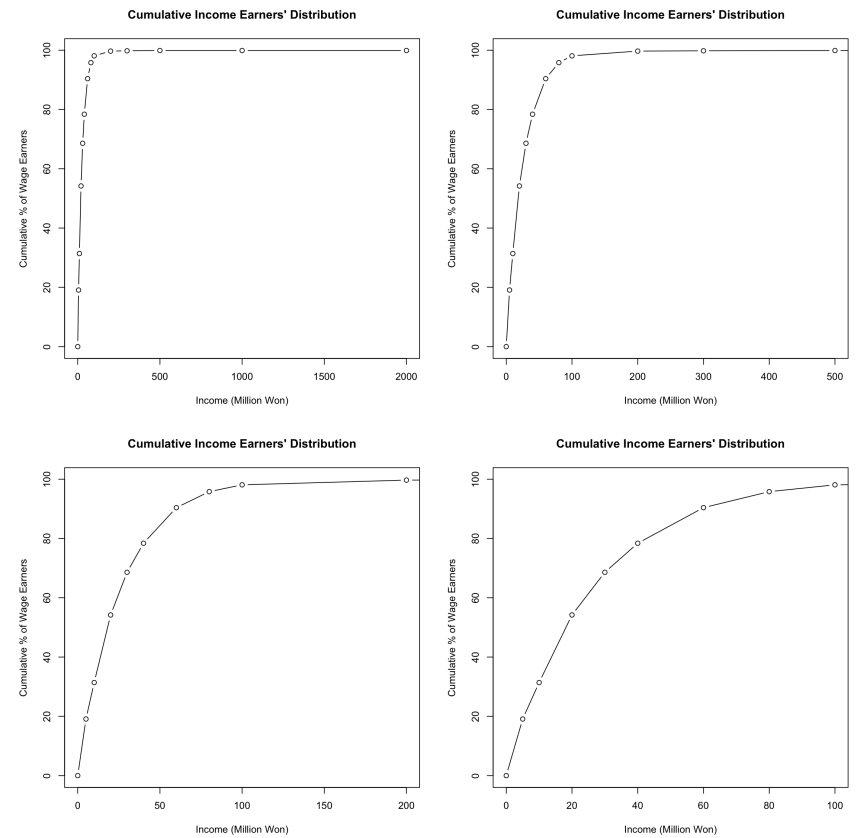 Cumulative Income Earners' Distribution
Cumulative % of Wage Earners
100
80
60
40
20
0
0 500 1000 1500 2000
Income (Million Won)
Cumulative Income Earners' Distribution
Cumulative % of Wage Earners
100
80
60
40
20
0
0 100 200 300 400 500
Income (Million Won)
Cumulative Income Earners' Distribution
Cumulative % of Wage Earners
100
80
60
40
20
0
0 50 100 150 200
Income (Million Won)
Cumulative Income Earners' Distribution
Cumulative % of Wage Earners
100
80
60
40
20
0
0 20 40 60 80 100
Income (Million Won)